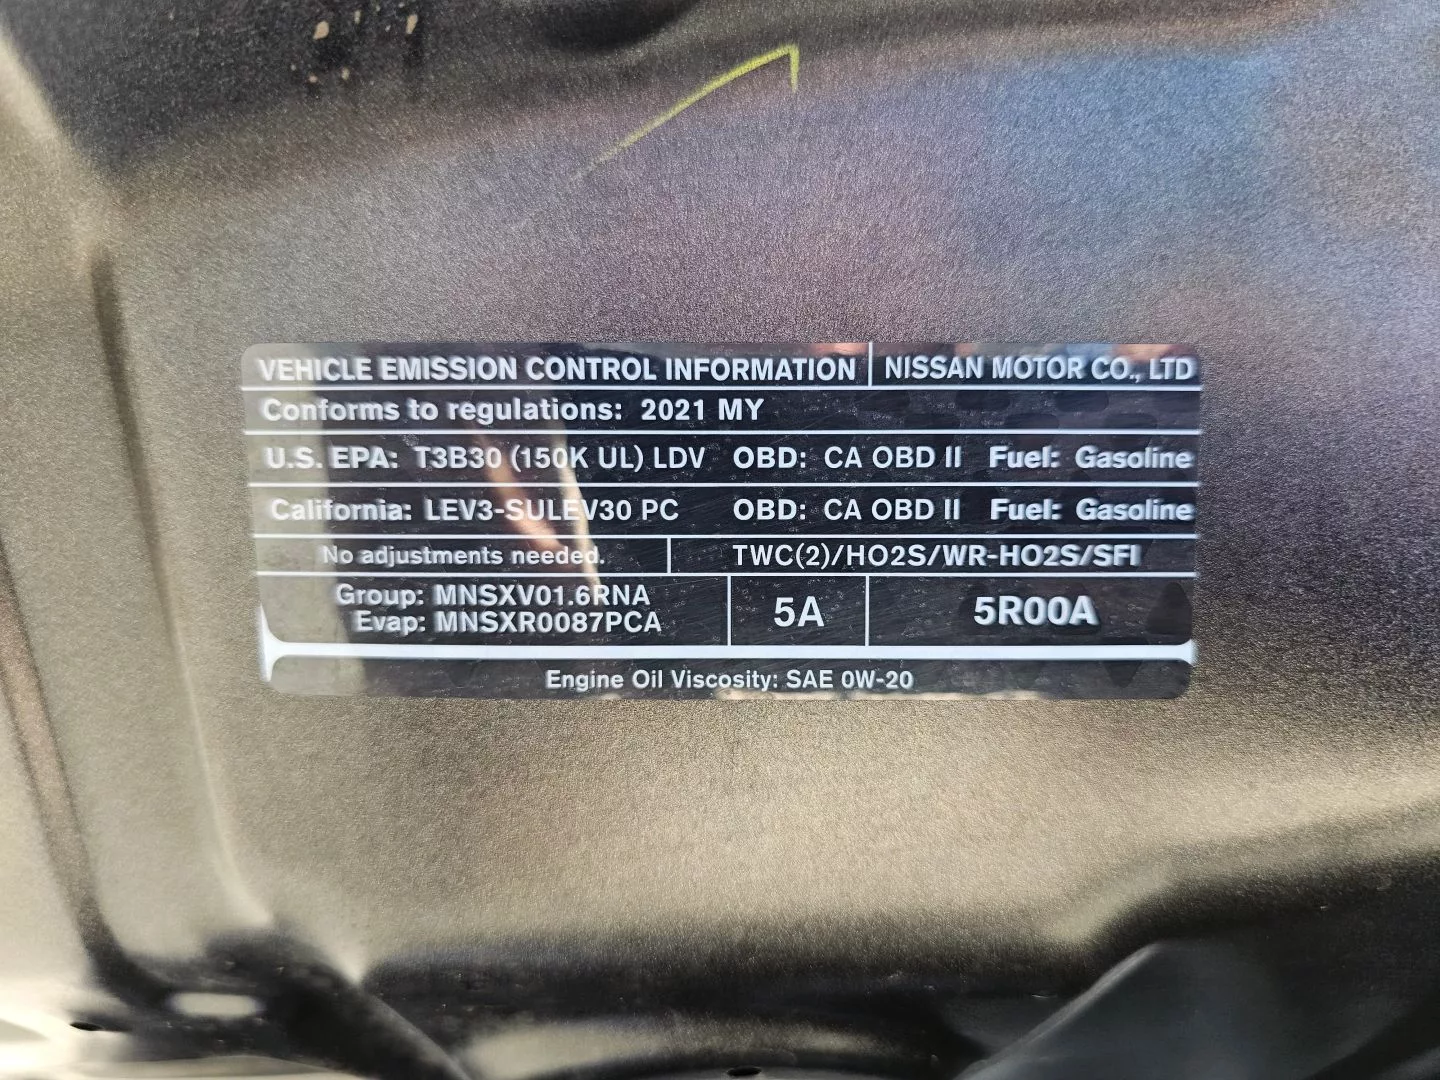 VEHICLE EMISSION CONTROL INFORMATION NISSAN MOTOR CO., LTD
Conforms to regulations: 2021 MY
U.S. EPA: T3B30 (150K UL) LDV OBD: CA OBD II Fuel: Gasoline
California: LEV3-SULEV30 PC OBD: CA OBD II Fuel: Gasoline
No adjustments needed. TWC(2)/HO2S/WR-HO2S/SFI
Group: MNSXV01.6RNA
Evap: MNSXR0087PCA
5A
5R00A
Engine Oil Viscosity: SAE 0W-20